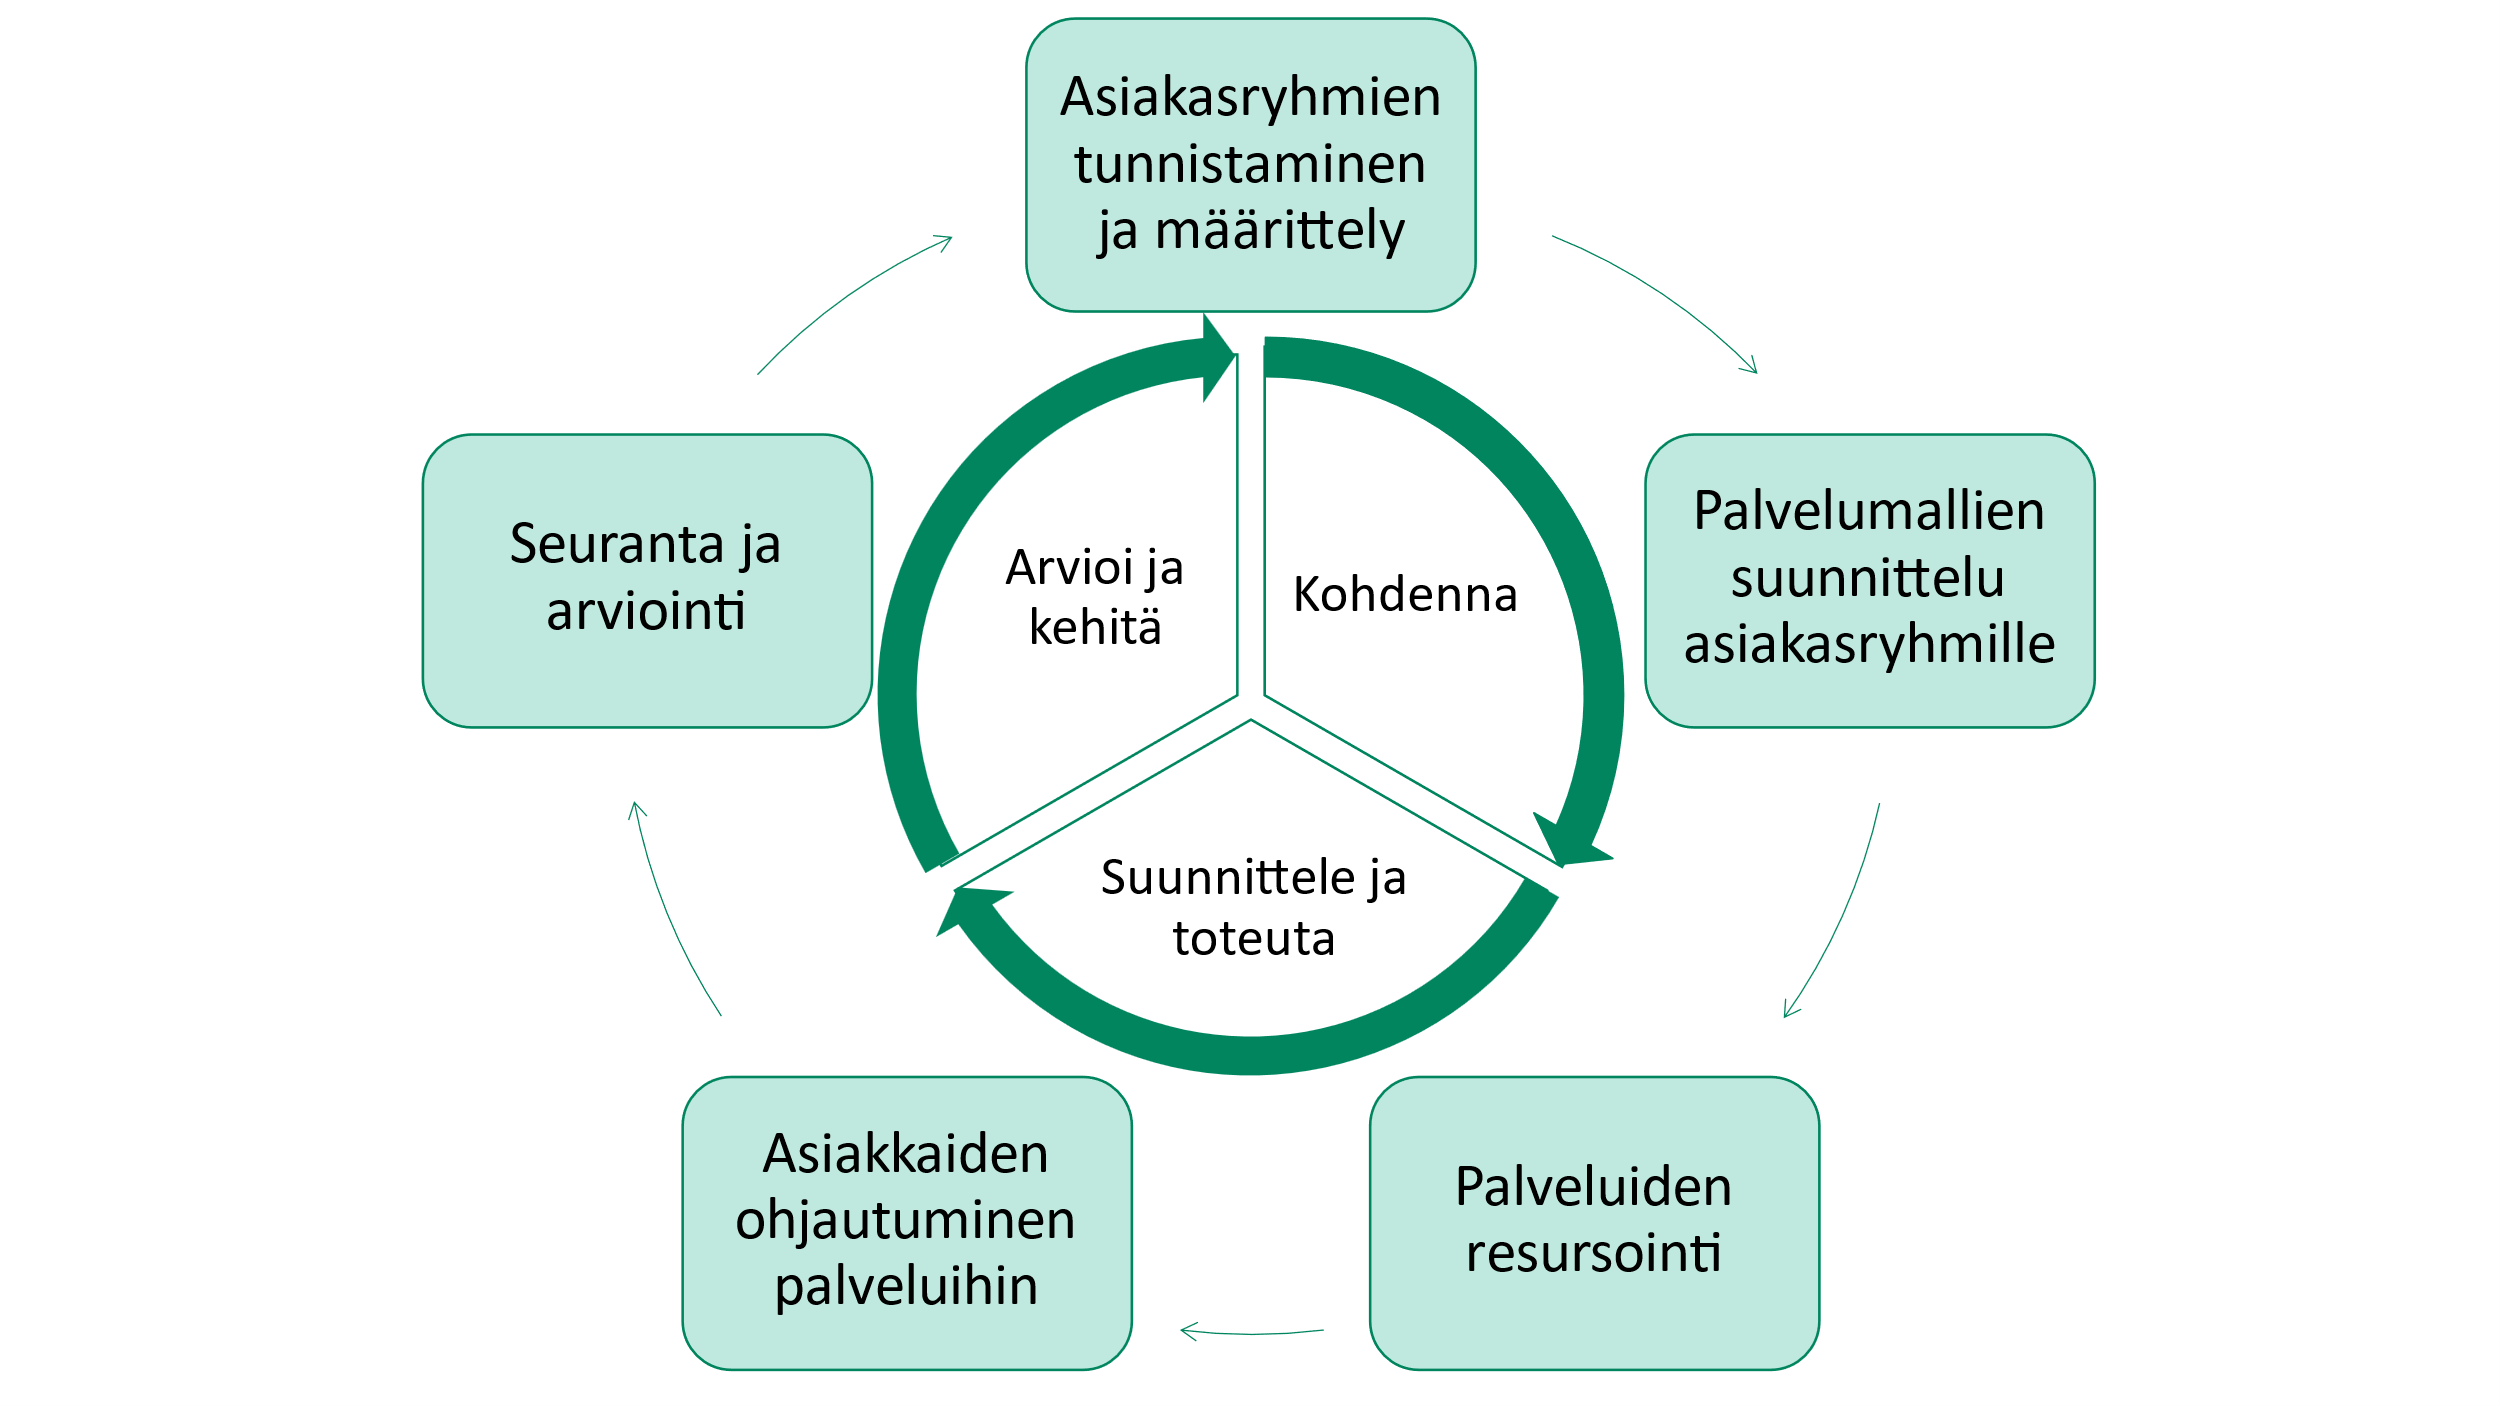 Asiakasryhmien
tunnistaminen
ja määrittely
Palvelumallien
suunnittelu
asiakasryhmille
Palveluiden
resursointi
Asiakkaiden
ohjautuminen
palveluihin
Seuranta ja
arviointi
Kohdenna
Suunnittele ja
toteuta
Arvioi ja
kehitä